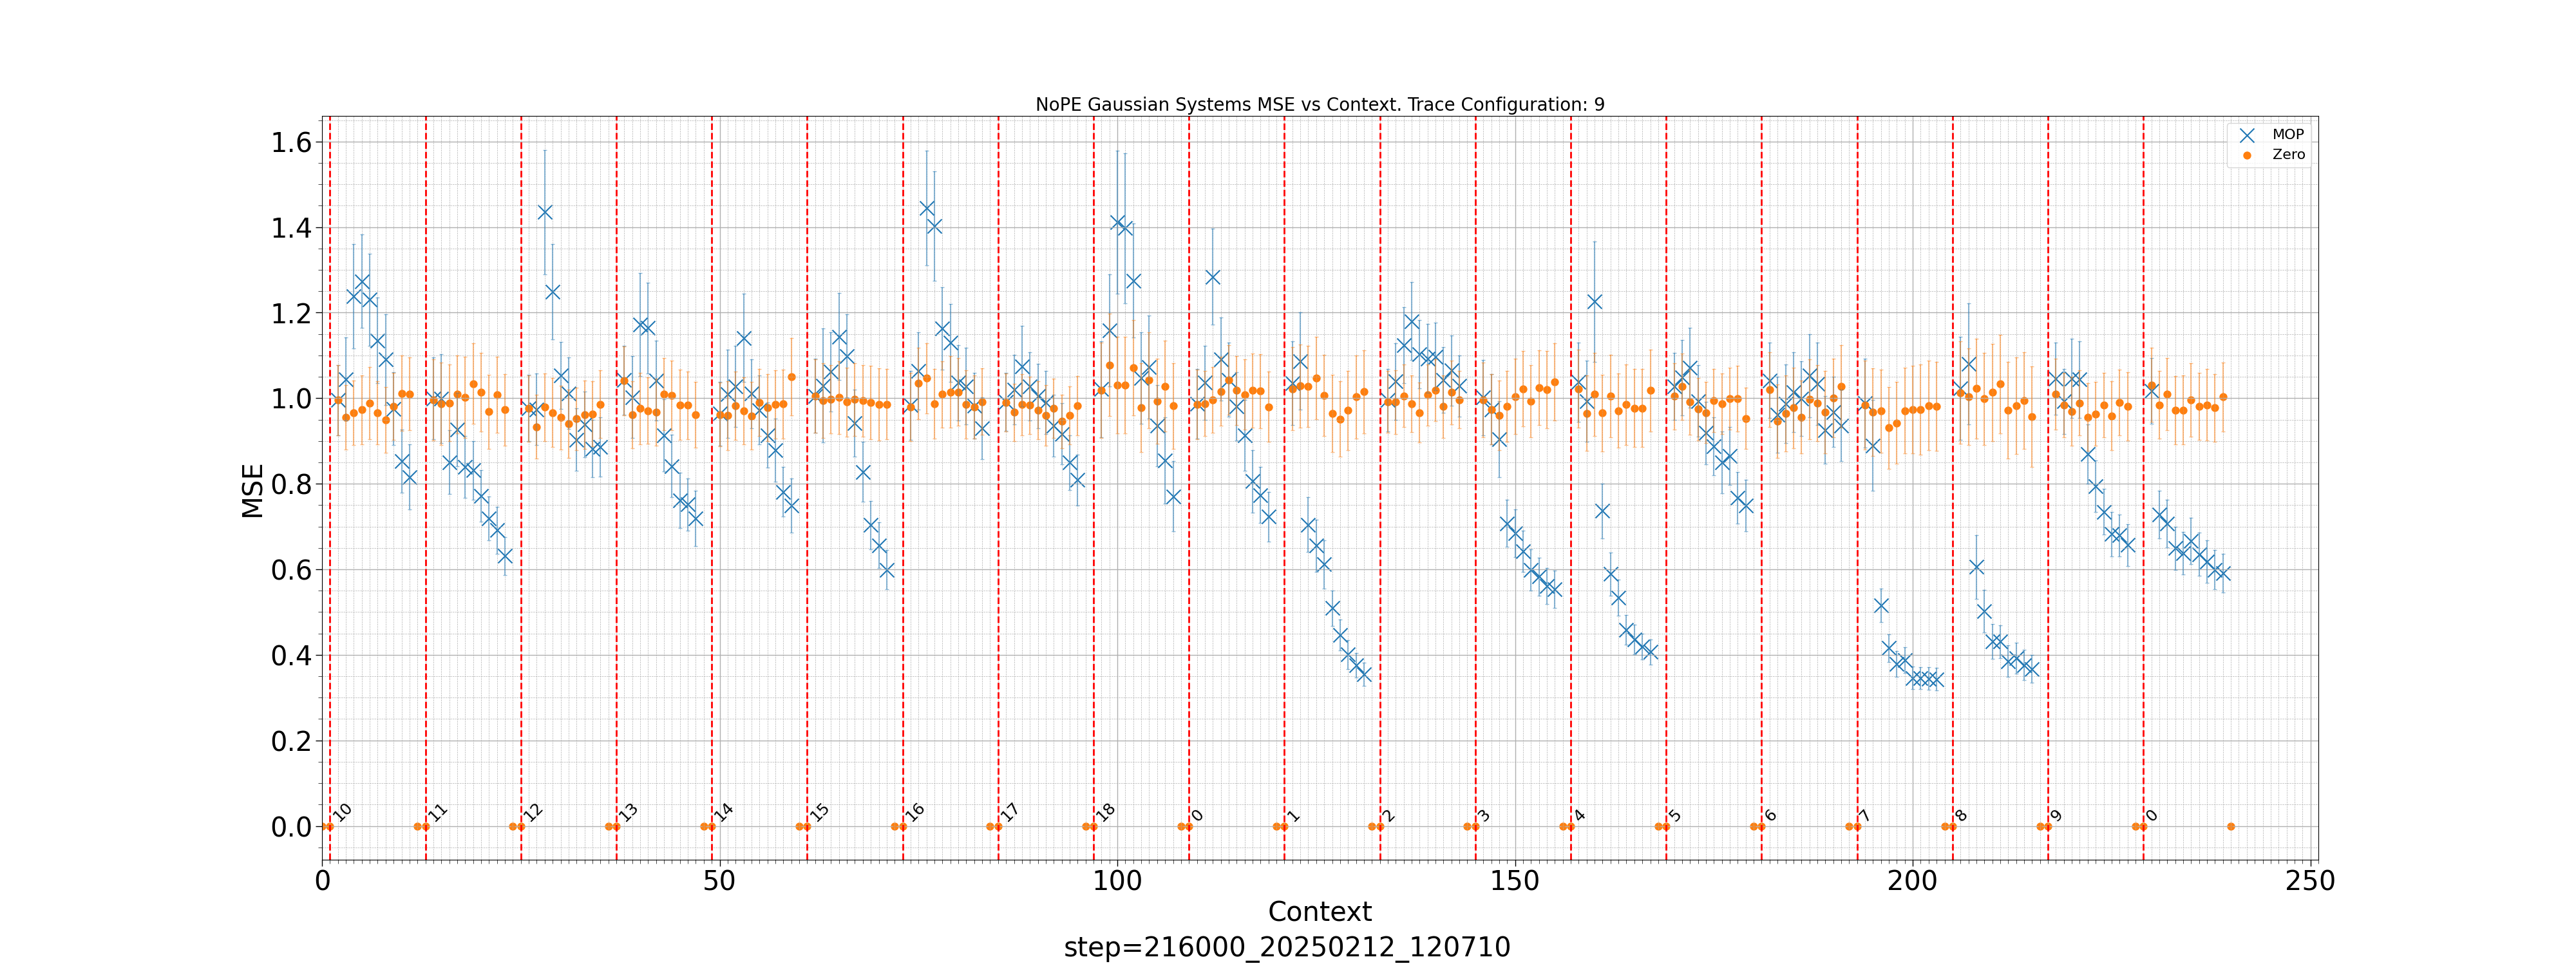 NoPE Gaussian Systems MSE vs Context. Trace Configuration: 9
MOP
Zero
1.6
1.4
1.2
1.0
0.8
0.6
0.4
0.2
0.0
MSE
10 11 12 13 14 15 16 17 18 0 1 2 3 4 5 6 7 8 9 0
0 50 100 150 200 250
Context
step=216000_20250212_120710